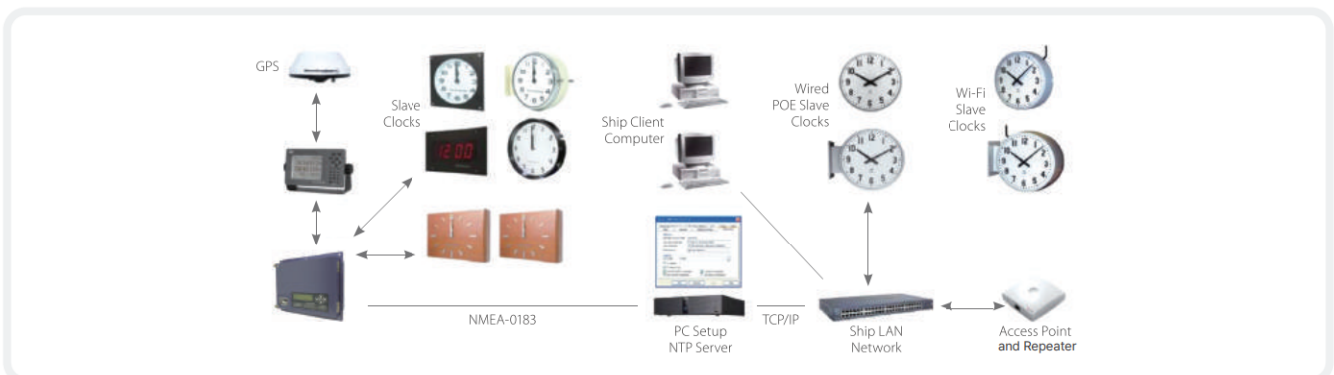 GPS
Slave
Clocks
12:00
Ship Client
Computer
Wired
POE Slave
Clocks
Wi-Fi
Slave
Clocks
NMEA-0183
PC Setup
NTP Server
TCP/IP
Ship LAN
Network
Access Point
and Repeater